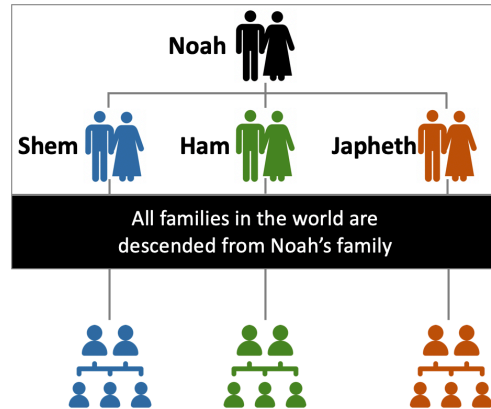 Noah
Shem
Ham
Japheth
All families in the world are
descended from Noah's family